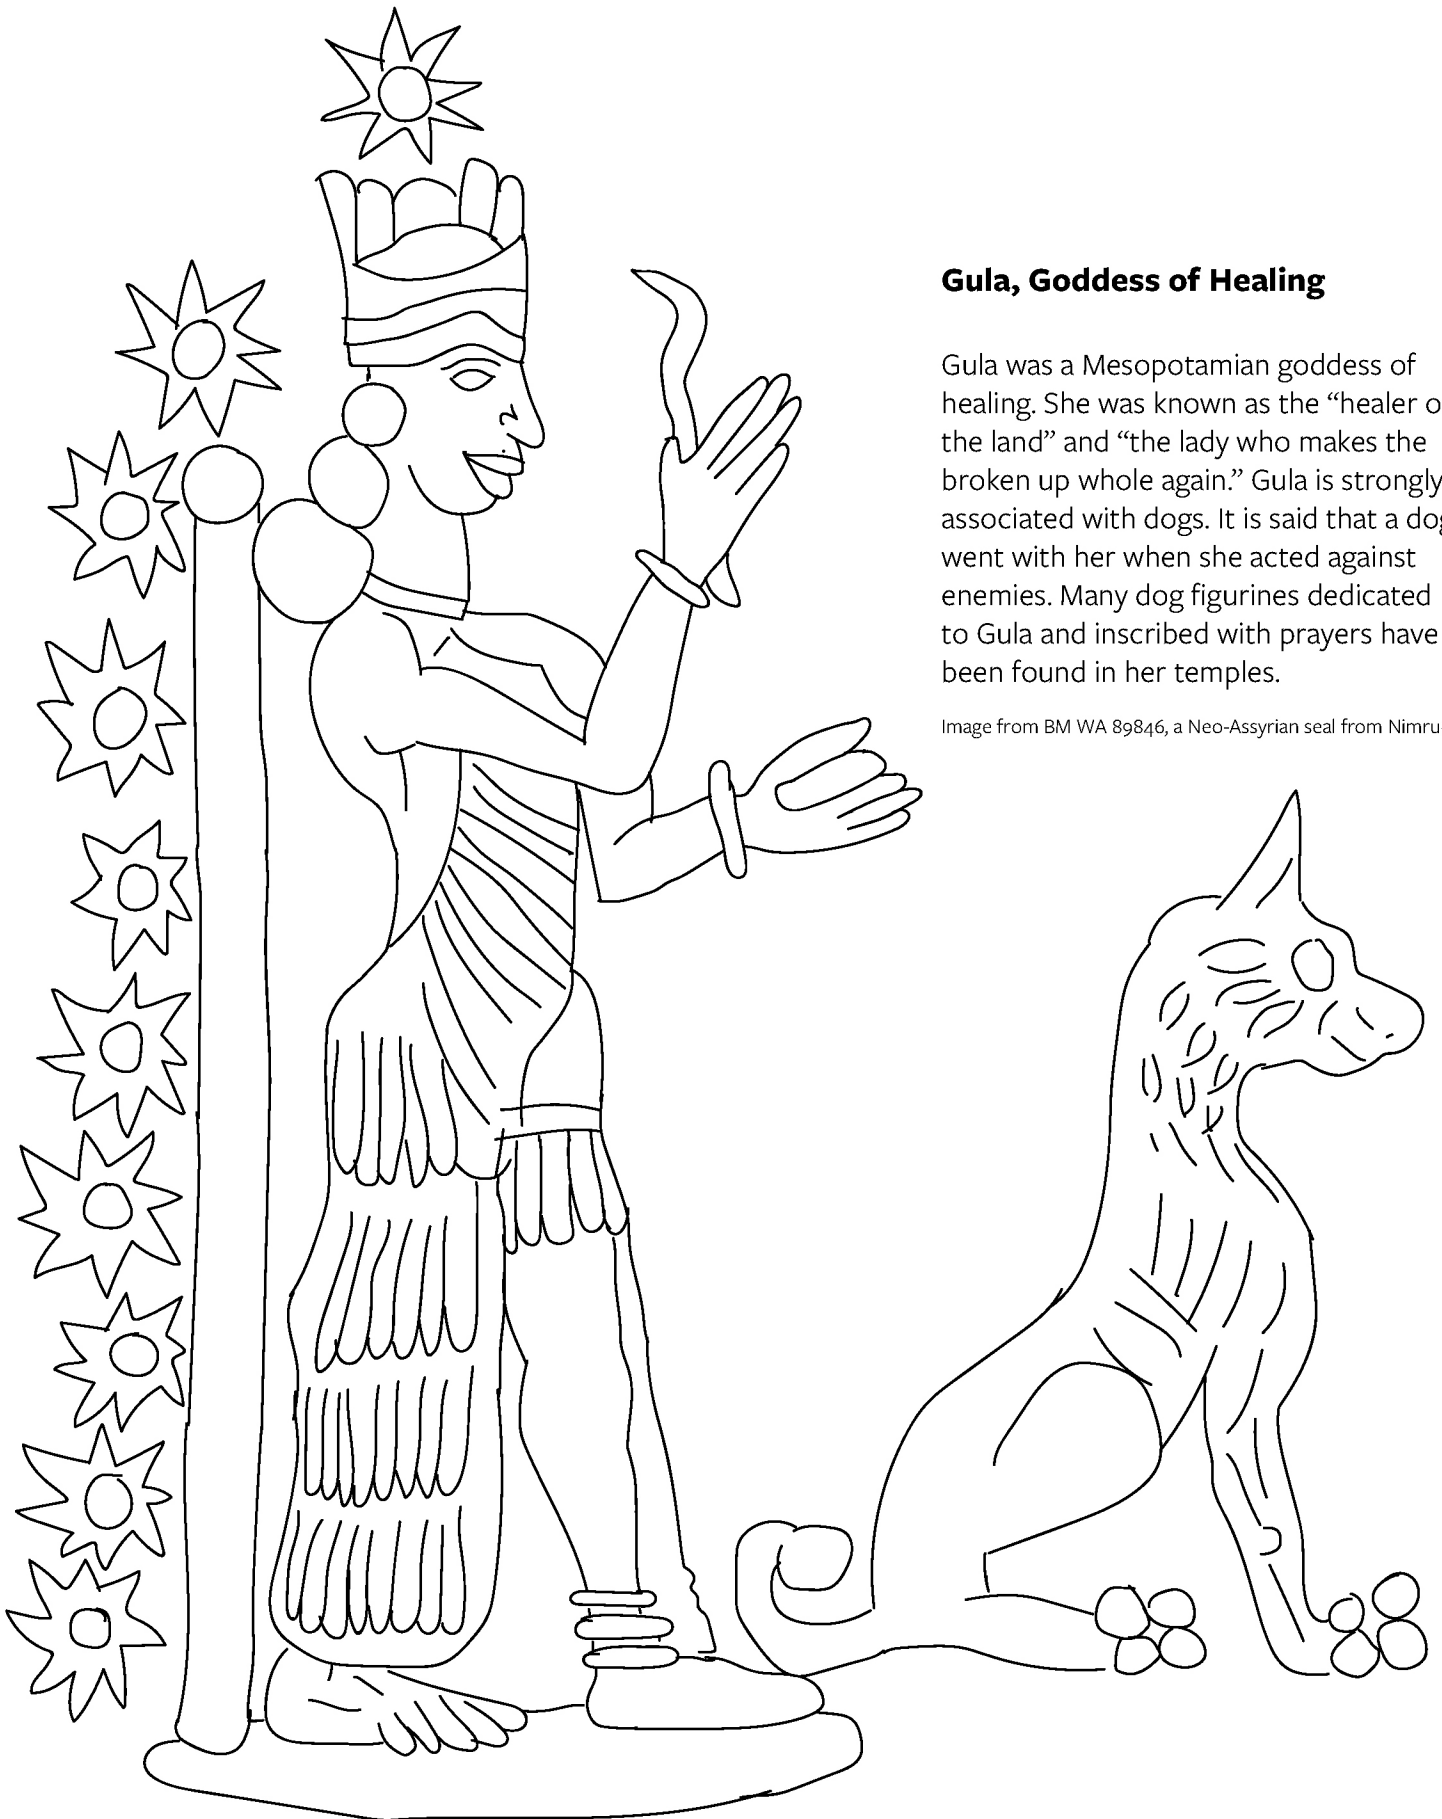 Gula, Goddess of Healing
Gula was a Mesopotamian goddess of
healing. She was known as the “healer o
the land” and “the lady who makes the
broken up whole again.” Gula is strongly
associated with dogs. It is said that a dog
went with her when she acted against
enemies. Many dog figurines dedicated
to Gula and inscribed with prayers have
been found in her temples.
Image from BM WA 89846, a Neo-Assyrian seal from Nimru